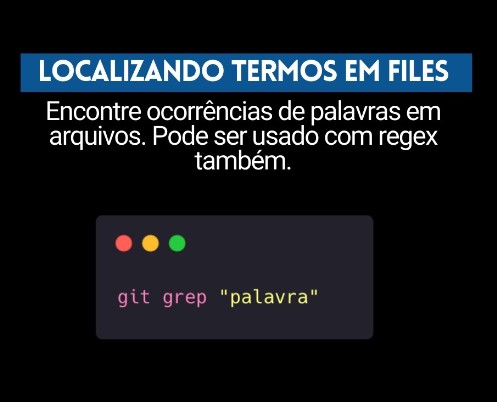 LOCALIZANDO TERMOS EM FILES
Encontre ocorrências de palavras em
arquivos. Pode ser usado com regex
também.
git grep "palavra"